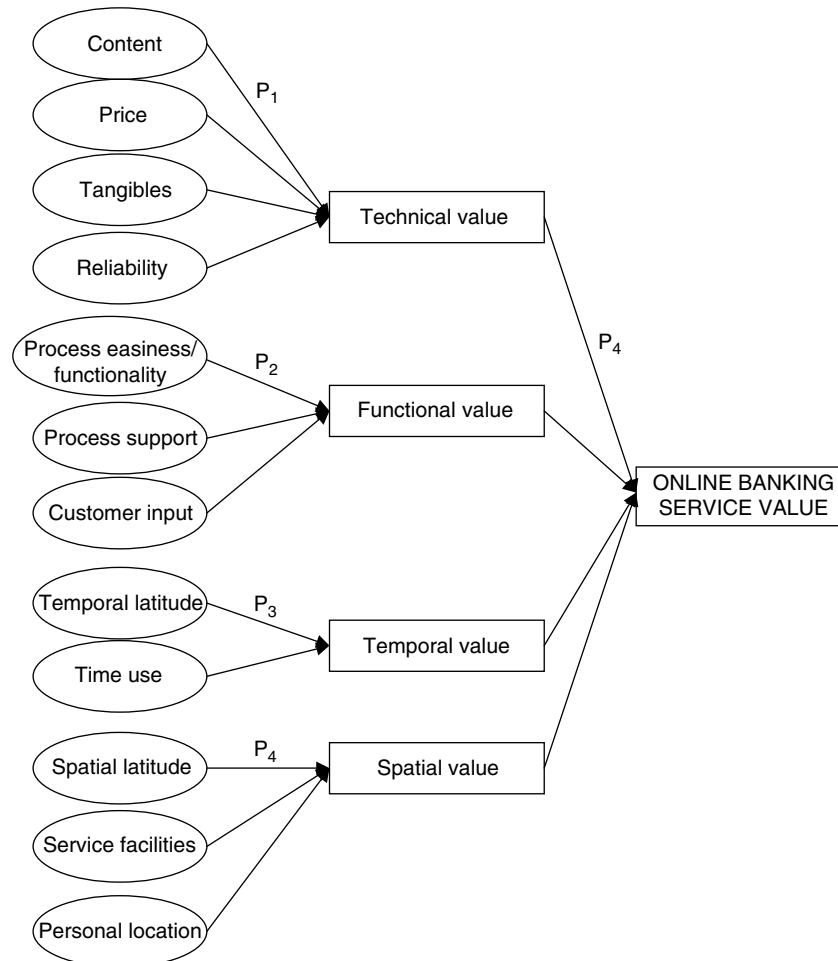 Content
P₁
Price
Tangibles
Technical value
Reliability
P₄
Process easiness/
functionality
P₂
Functional value
Process support
Customer input
ONLINE BANKING
SERVICE VALUE
Temporal latitude
P₃
Temporal value
Time use
Spatial latitude
P₄
Spatial value
Service facilities
Personal location